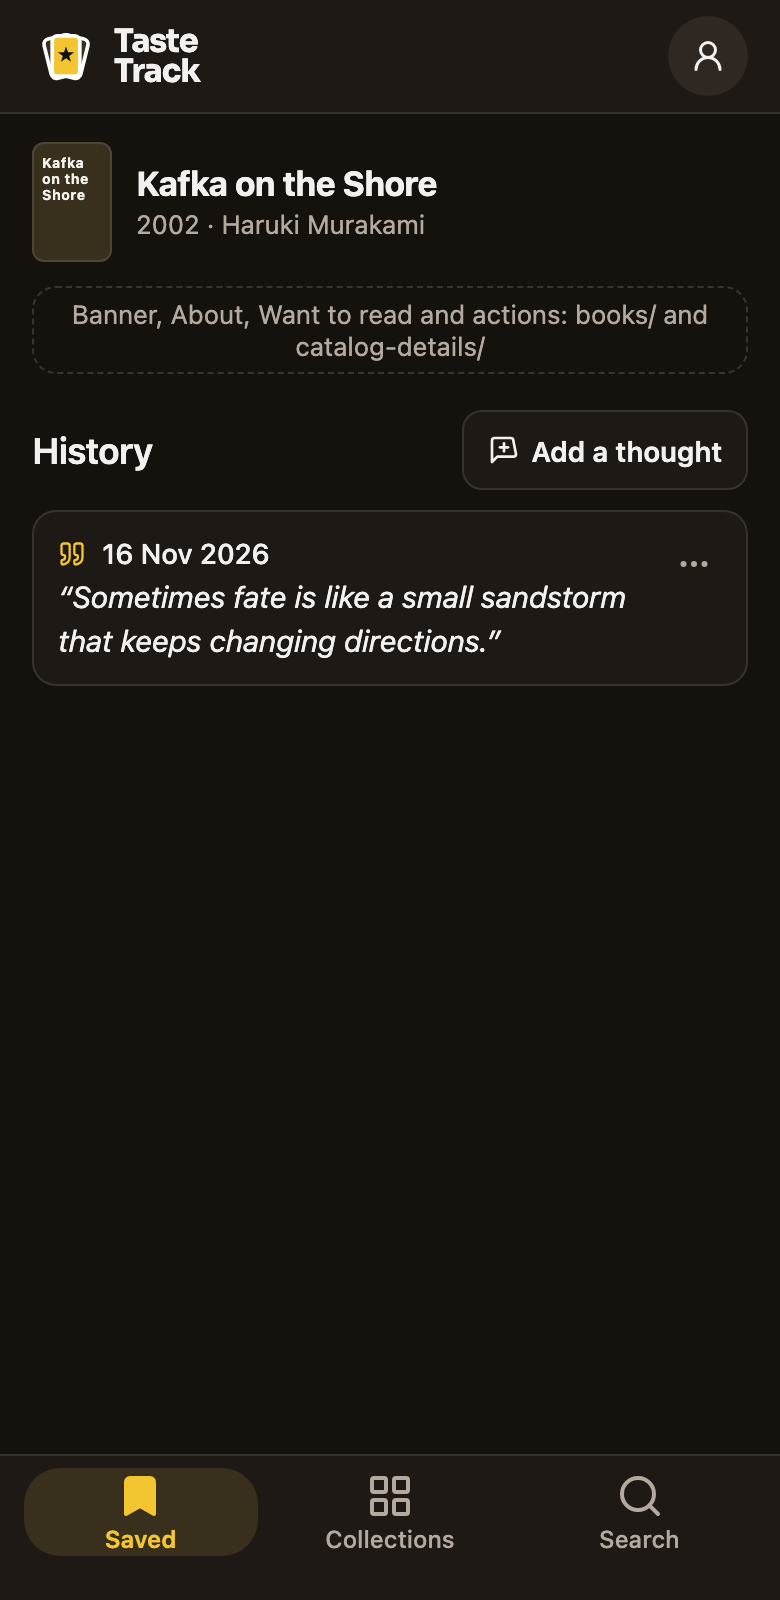 Taste
Track
Kafka
on the
Shore
Kafka on the Shore
2002 · Haruki Murakami
Banner, About, Want to read and actions: books/ and
catalog-details/
History
Add a thought
16 Nov 2026
“Sometimes fate is like a small sandstorm
that keeps changing directions.”
Saved
Collections
Search